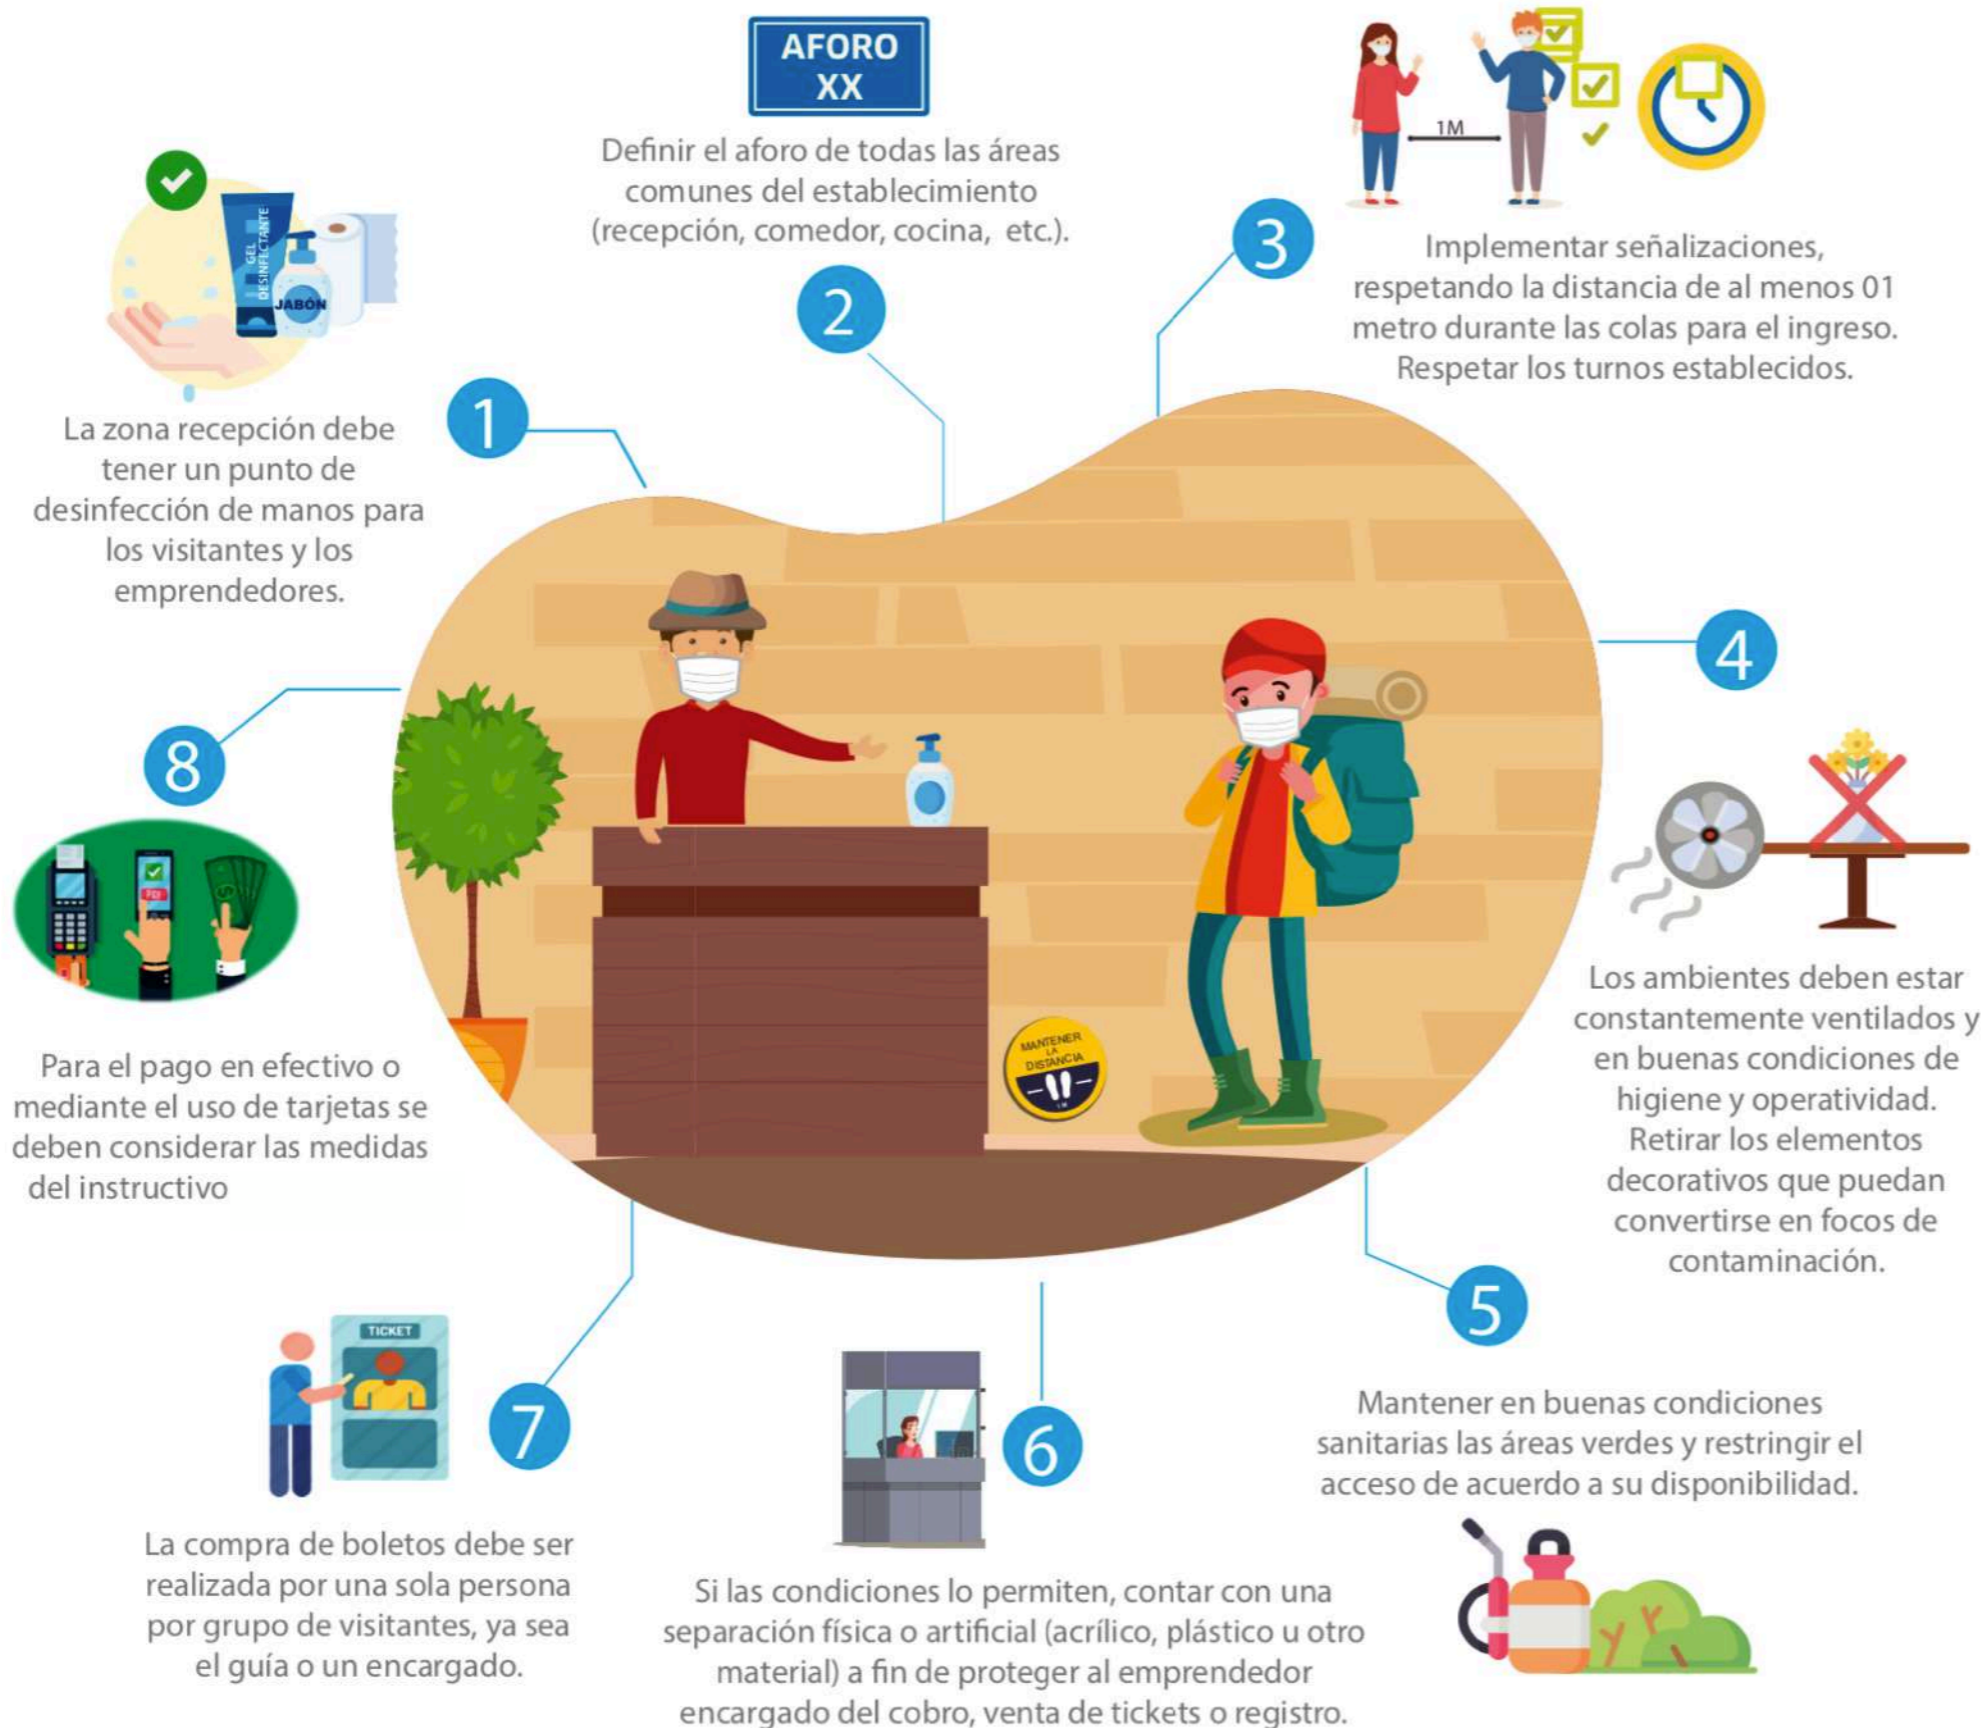 AFORO
XX
Definir el aforo de todas las áreas
comunes del establecimiento
(recepción, comedor, cocina, etc.).
2
1M
3
Implementar señalizaciones,
respetando la distancia de al menos 01
metro durante las colas para el ingreso.
Respetar los turnos establecidos.
GEL
DESINFECTANTE
JABÓN
1
La zona recepción debe
tener un punto de
desinfección de manos para
los visitantes y los
emprendedores.
4
Los ambientes deben estar
constantemente ventilados y
en buenas condiciones de
higiene y operatividad.
Retirar los elementos
decorativos que puedan
convertirse en focos de
contaminación.
8
Para el pago en efectivo o
mediante el uso de tarjetas se
deben considerar las medidas
del instructivo
MANTENER
LA
DISTANCIA
1 M
5
Mantener en buenas condiciones
sanitarias las áreas verdes y restringir el
acceso de acuerdo a su disponibilidad.
TICKET
7
La compra de boletos debe ser
realizada por una sola persona
por grupo de visitantes, ya sea
el guía o un encargado.
6
Si las condiciones lo permiten, contar con una
separación física o artificial (acrílico, plástico u otro
material) a fin de proteger al emprendedor
encargado del cobro, venta de tickets o registro.